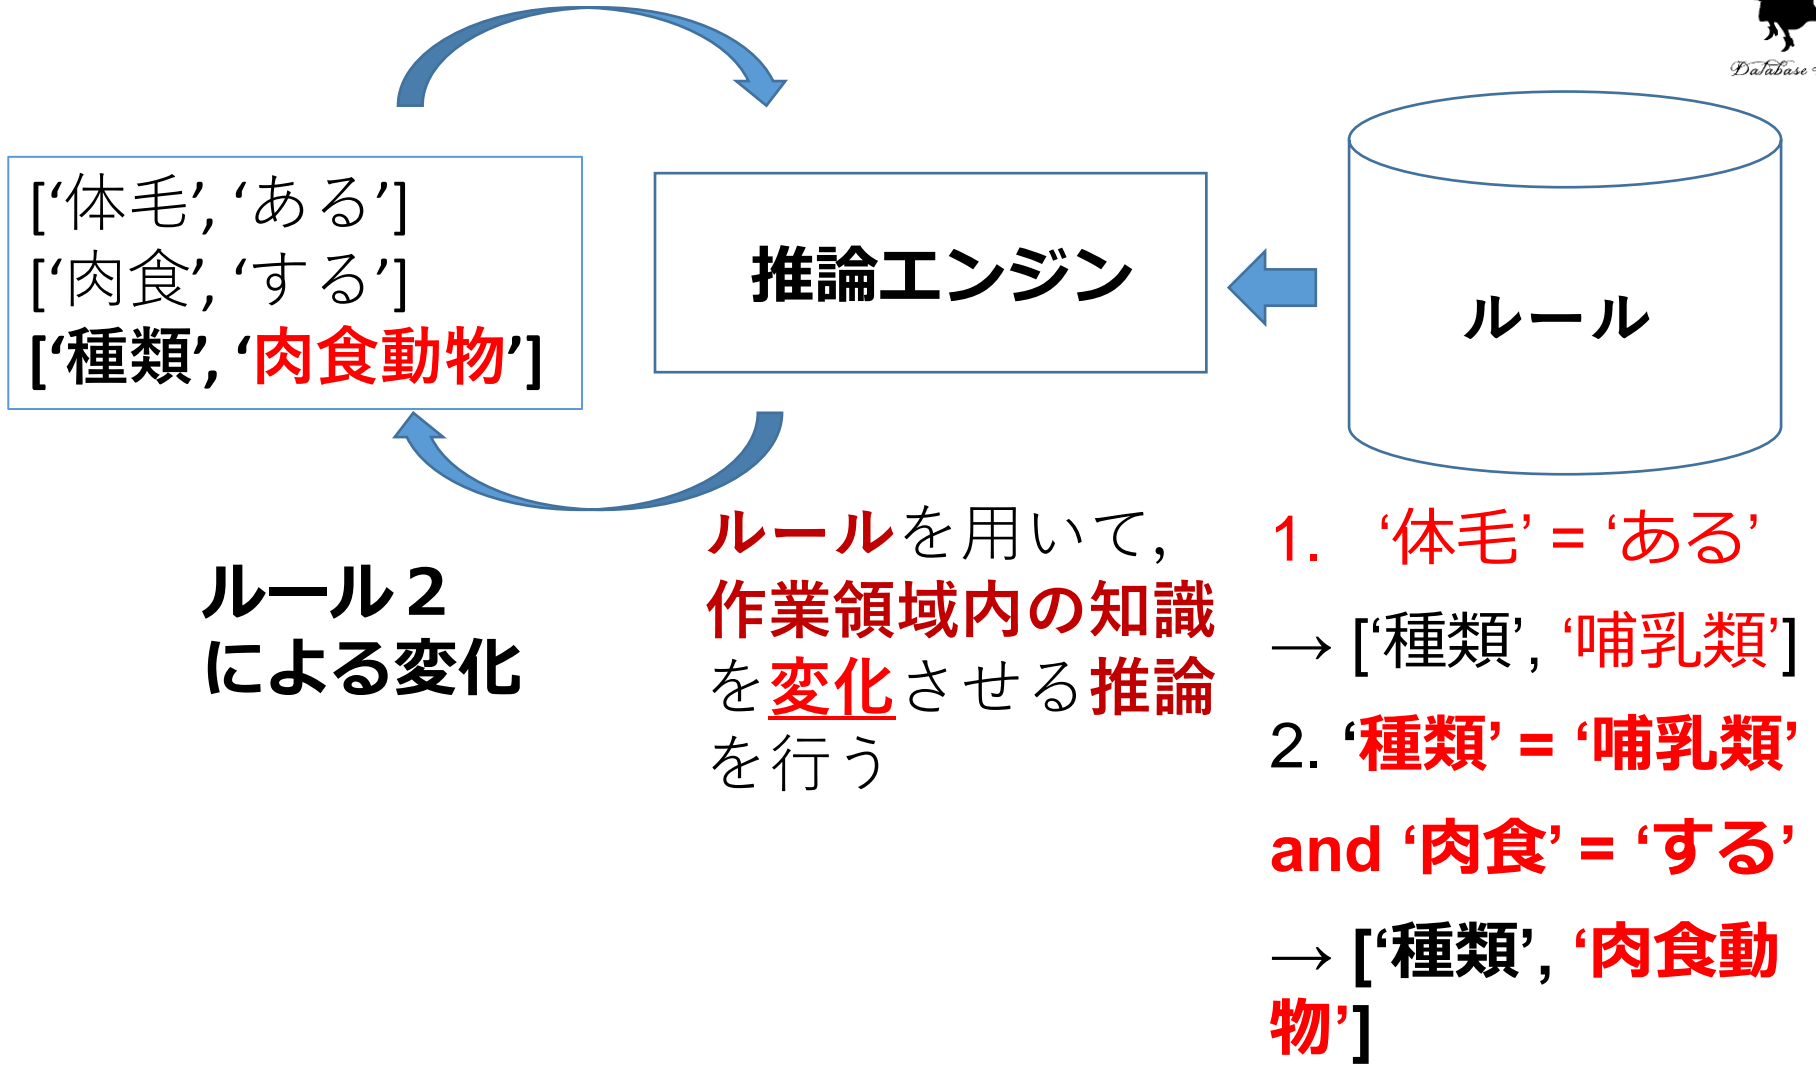 Database
['体毛', 'ある']
['肉食', 'する']
['種類', '肉食動物']
推論エンジン
ルール
ルール2
による変化
ルールを用いて,
作業領域内の知識
を変化させる推論
を行う
1. ‘体毛’ = ‘ある’
→ [‘種類’, ‘哺乳類’]
2. ‘種類’ = ‘哺乳類’
and ‘肉食’ = ‘する’
→ [‘種類’, ‘肉食動
物’]